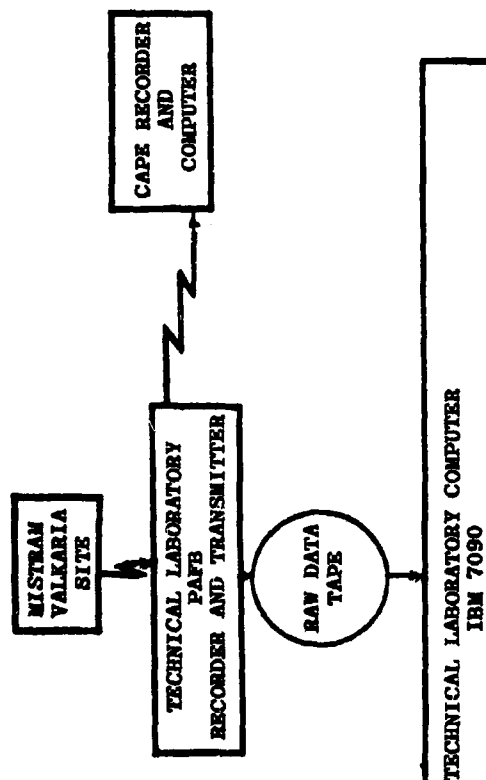 MISTRAM
VALKARIA
SITE
TECHNICAL LABORATORY
PAFB
RECORDER AND TRANSMITTER
CAPE RECORDER
AND
COMPUTER
RAW DATA
TAPE
TECHNICAL LABORATORY COMPUTER
IBM 7090